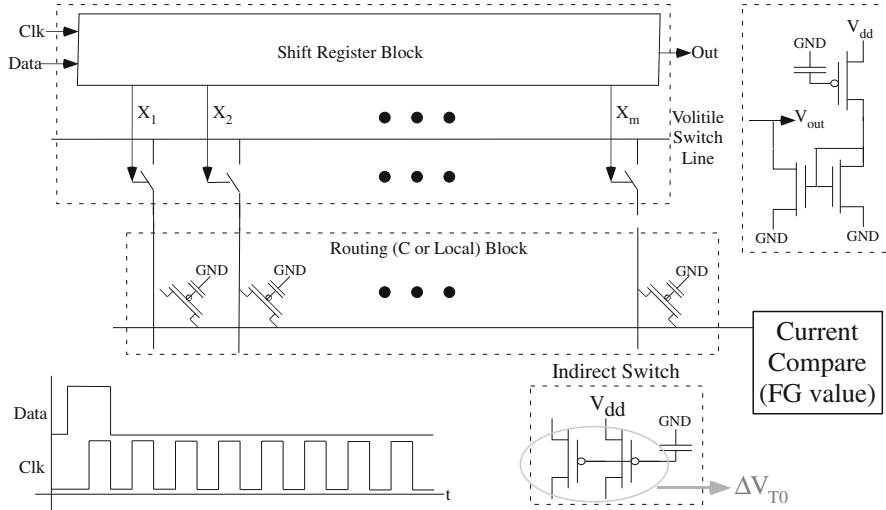 Clk
Data
Shift Register Block
Out
X1
X2
Xm
Volitile
Switch
Line
Vdd
GND
Vout
GND
GND
Routing (C or Local) Block
GND
GND
GND
Current
Compare
(FG value)
Indirect Switch
Vdd
GND
ΔVT0
Data
Clk
t